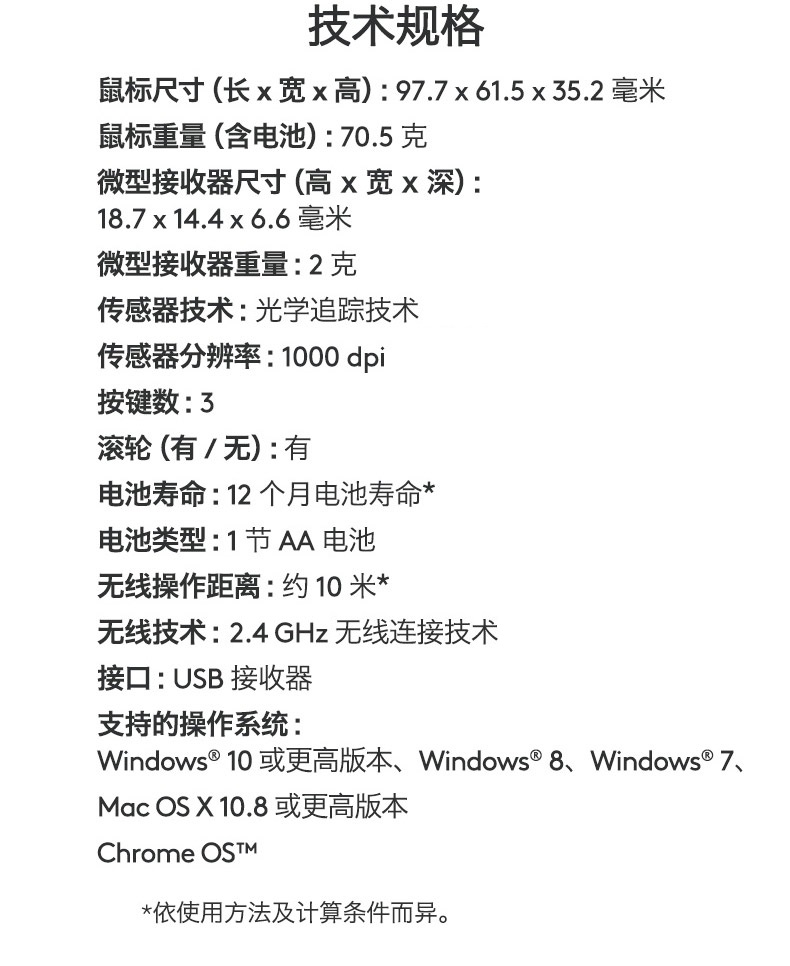 技术规格
鼠标尺寸（长 x 宽 x 高）: 97.7 x 61.5 x 35.2 毫米
鼠标重量（含电池）: 70.5 克
微型接收器尺寸（高 x 宽 x 深）:
18.7 x 14.4 x 6.6 毫米
微型接收器重量: 2 克
传感器技术: 光学追踪技术
传感器分辨率: 1000 dpi
按键数: 3
滚轮（有 / 无）: 有
电池寿命: 12 个月电池寿命*
电池类型: 1 节 AA 电池
无线操作距离: 约 10 米*
无线技术: 2.4 GHz 无线连接技术
接口: USB 接收器
支持的操作系统:
Windows® 10 或更高版本、Windows® 8、Windows® 7、
Mac OS X 10.8 或更高版本
Chrome OS™
*依使用方法及计算条件而异。